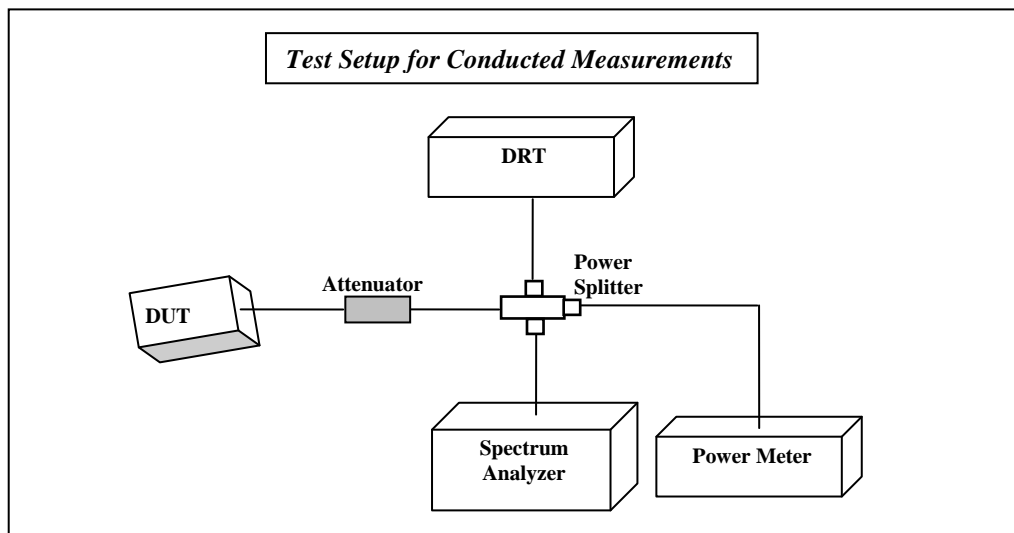 Test Setup for Conducted Measurements
DRT
Power
Splitter
Attenuator
DUT
Spectrum
Analyzer
Power Meter